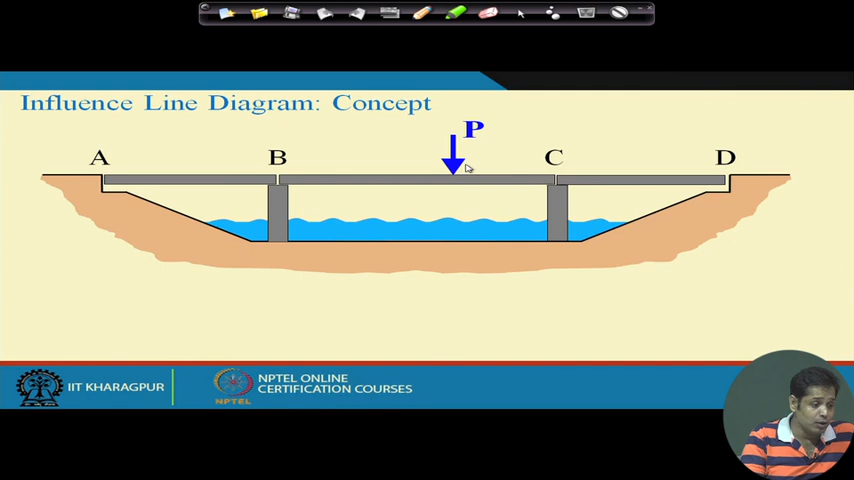 Influence Line Diagram: Concept
P
A B C D
IIT KHARAGPUR
NPTEL
NPTEL ONLINE
CERTIFICATION COURSES